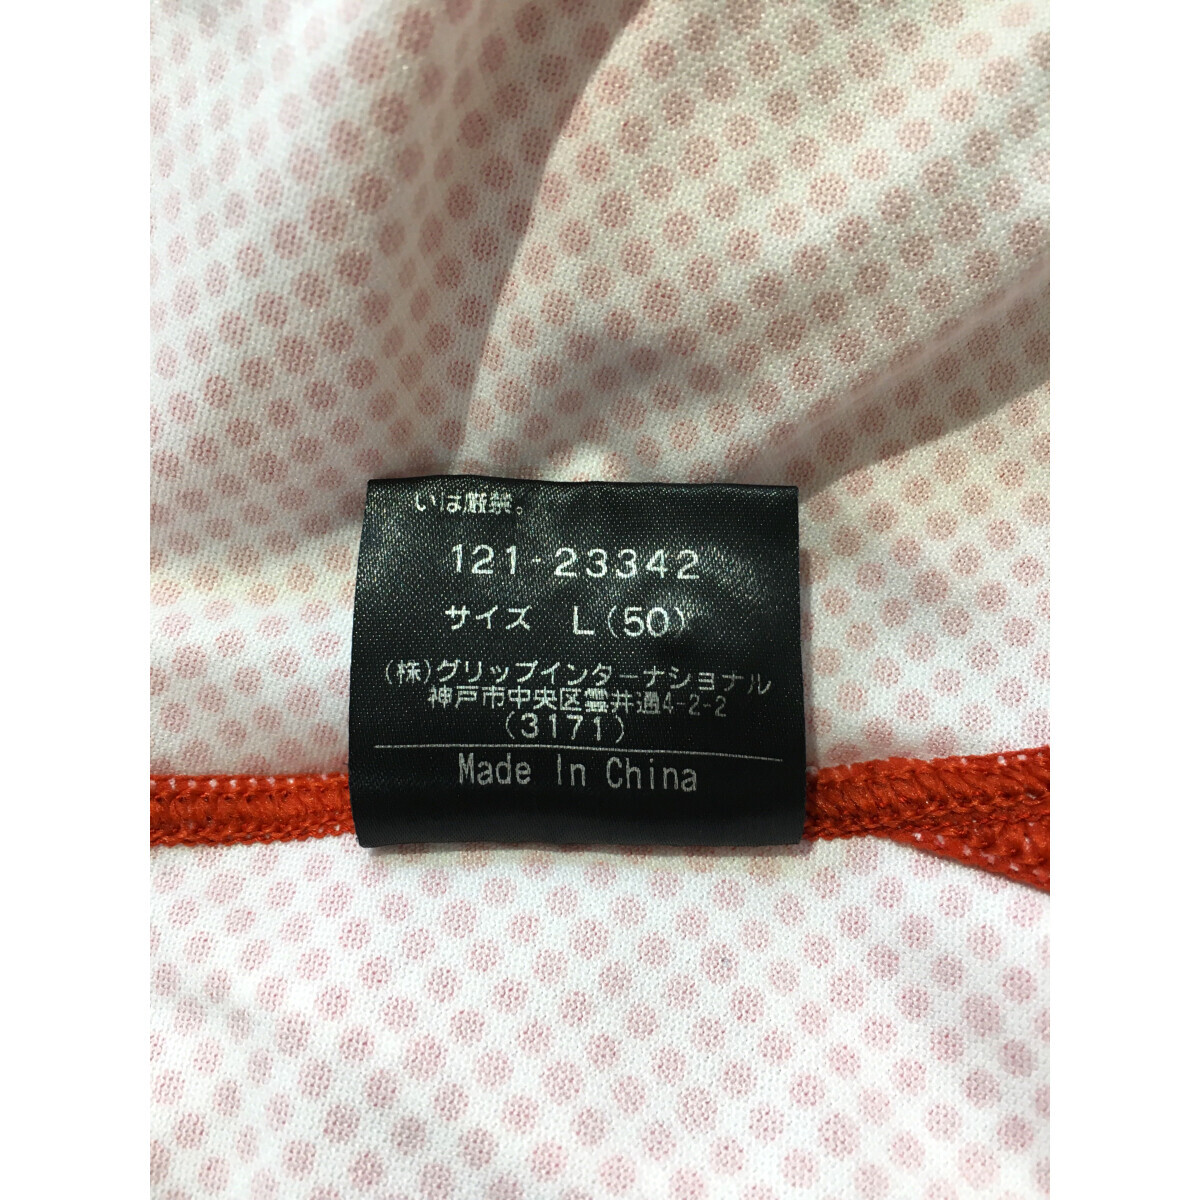 いは厳禁。
121-23342
サイズ L(50)
(株)グリップインターナショナル
神戸市中央区雲井通4-2-2
(3171)
Made In China